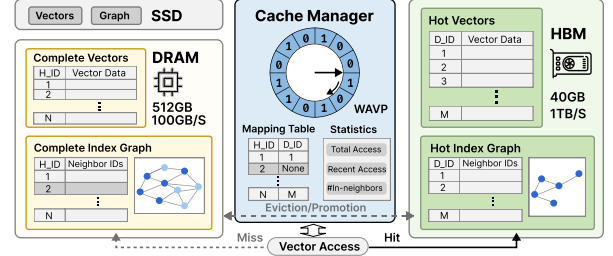 Vectors Graph SSD
Complete Vectors
H_ID Vector Data
1
2
N
DRAM
512GB
100GB/S
Complete Index Graph
H_ID Neighbor IDs
1
2
N
Cache Manager
0 1 0 1 0 1 0 1 0 1 0 1
WAVP
Mapping Table
H_ID D_ID
1 1
2 None
N M
Statistics
Total Access
Recent Access
#In-neighbors
Eviction/Promotion
Hot Vectors
D_ID Vector Data
1
2
3
M
HBM
40GB
1TB/S
Hot Index Graph
D_ID Neighbor IDs
1
2
M
Miss Vector Access Hit